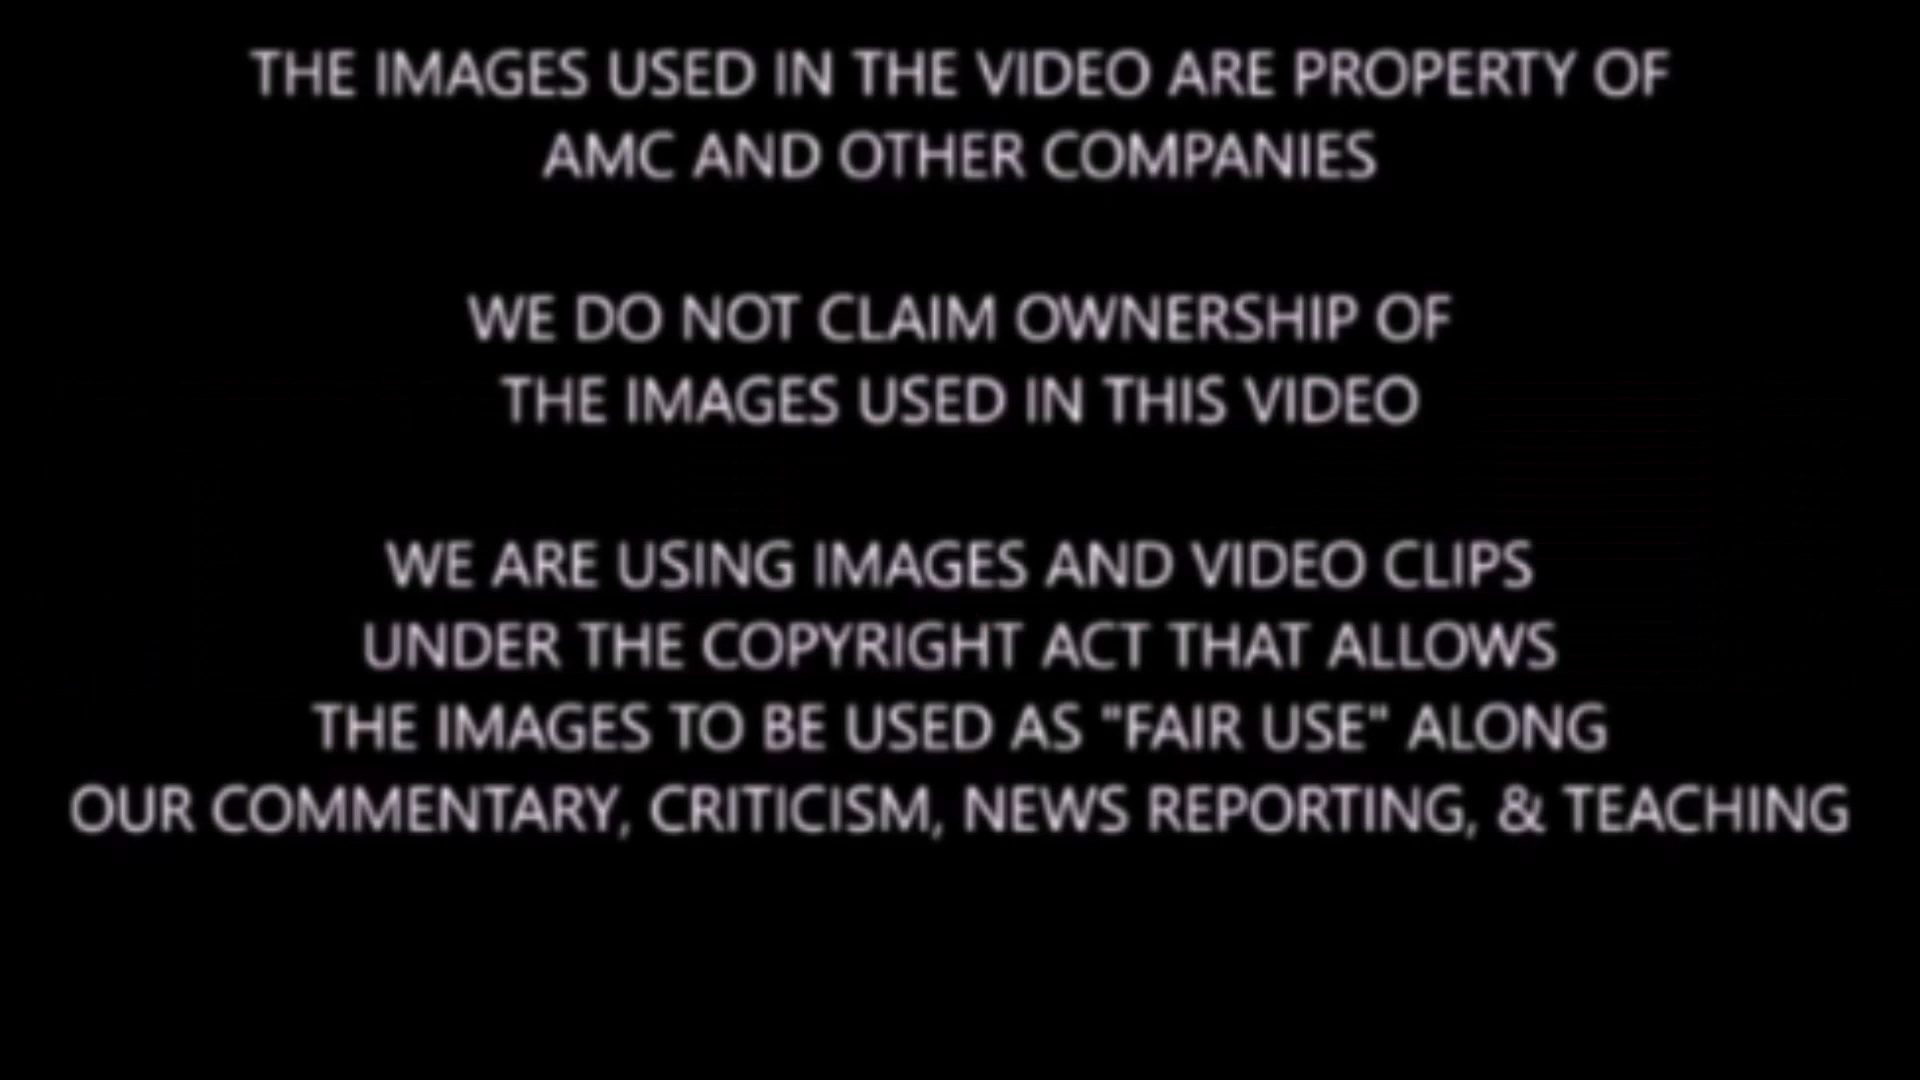 THE IMAGES USED IN THE VIDEO ARE PROPERTY OF
AMC AND OTHER COMPANIES
WE DO NOT CLAIM OWNERSHIP OF
THE IMAGES USED IN THIS VIDEO
WE ARE USING IMAGES AND VIDEO CLIPS
UNDER THE COPYRIGHT ACT THAT ALLOWS
THE IMAGES TO BE USED AS "FAIR USE" ALONG
OUR COMMENTARY, CRITICISM, NEWS REPORTING, & TEACHING